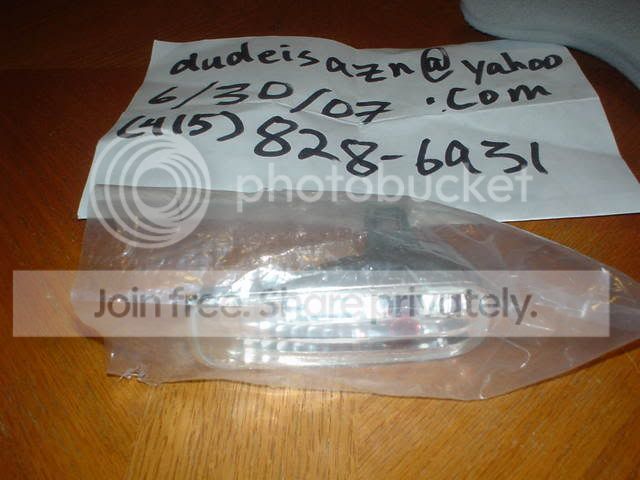 dudeisazn@yahoo
.com
6/30/07
(415) 828-6931
photobucket
Join free. Share privately.